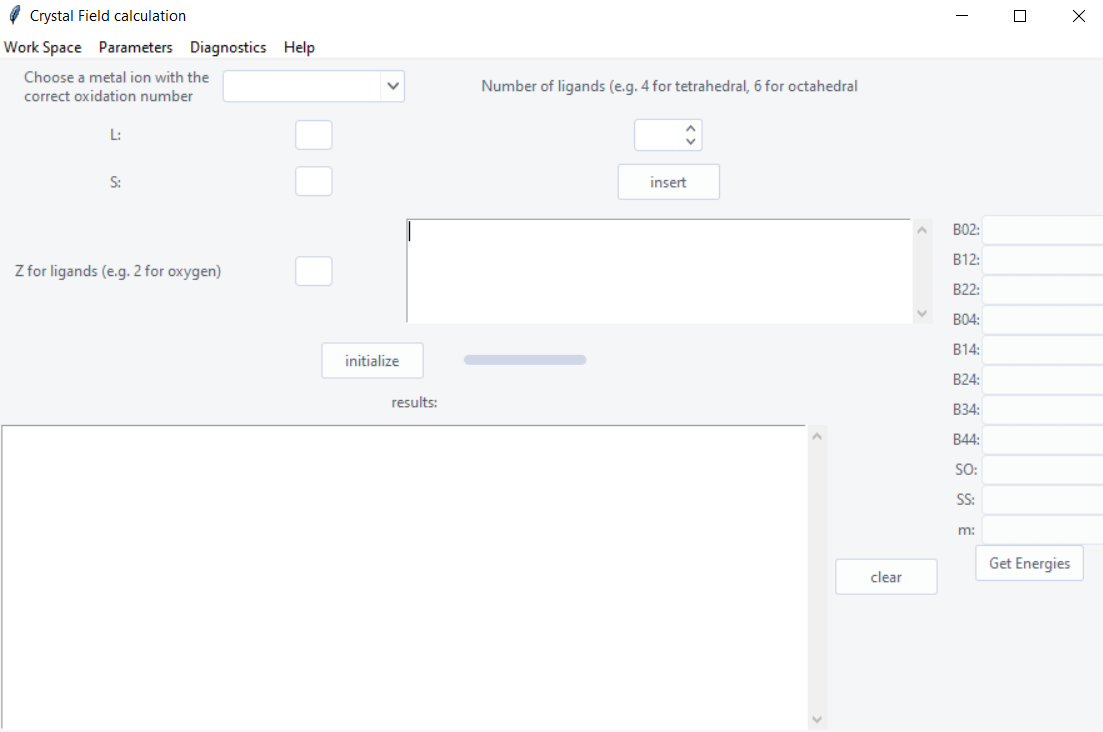 Crystal Field calculation
Work Space Parameters Diagnostics Help
Choose a metal ion with the
correct oxidation number
Number of ligands (e.g. 4 for tetrahedral, 6 for octahedral
L:
S:
insert
Z for ligands (e.g. 2 for oxygen)
initialize
results:
clear
B02:
B12:
B22:
B04:
B14:
B24:
B34:
B44:
SO:
SS:
m:
Get Energies